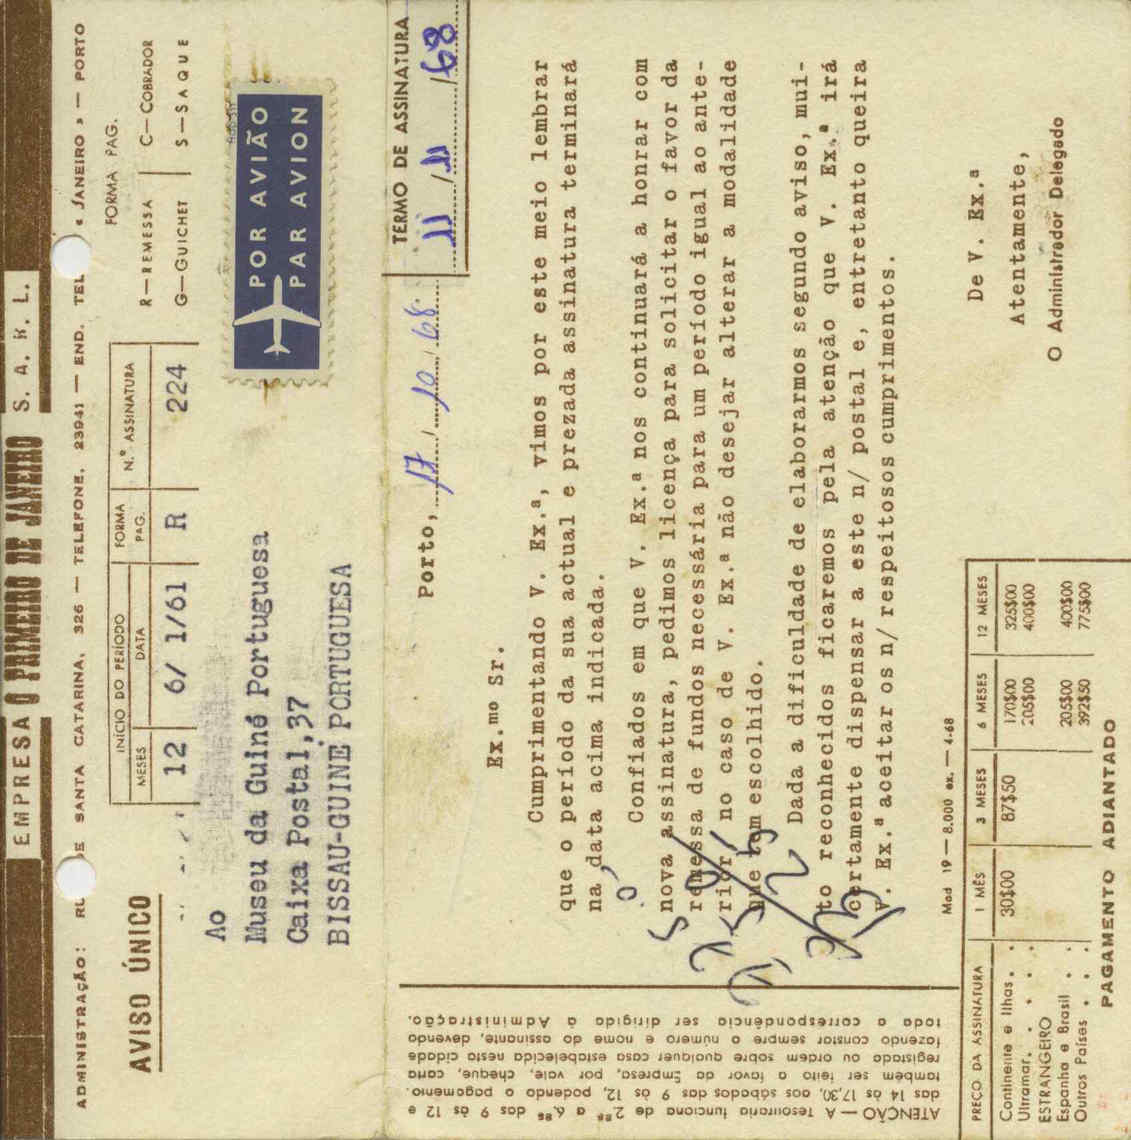 EMPRESA O PRIMEIRO DE JANEIRO S. A. R. L.
ADMINISTRAÇÃO: RU DE SANTA CATARINA, 326 — TELEFONE, 23941 — END. TEL « JANEIRO » — PORTO
AVISO ÚNICO
INÍCIO DO PERÍODO
MESES
DATA
FORMA PAG.
N.º ASSINATURA
12
6/ 1/61
R
224
FORMA PAG.
R—REMESSA
C—COBRADOR
G—GUICHET
S—SAQUE
Ao
Museu da Guiné Portuguesa
Caixa Postal,37
BISSAU-GUINÉ PORTUGUESA
POR AVIÃO
PAR AVION
TERMO DE ASSINATURA
11 / 11 / 68
Porto, 17 . 10 . 68
Ex.mo Sr.
Cumprimentando V. Ex.ª, vimos por este meio lembrar
que o período da sua actual e prezada assinatura terminará
na data acima indicada.
Confiados em que V. Ex.ª nos continuará a honrar com
nova assinatura, pedimos licença para solicitar o favor da
remessa de fundos necessária para um período igual ao ante-
rior no caso de V. Ex.ª não desejar alterar a modalidade
que tem escolhido.
Dada a dificuldade de elaborarmos segundo aviso, mui-
to reconhecidos ficaremos pela atenção que V. Ex.ª irá
certamente dispensar a este n/ postal e, entretanto queira
V. Ex.ª aceitar os n/ respeitosos cumprimentos.
De V. Ex.ª
Atentamente,
O Administrador Delegado
Mod 19 — 8.000 ex. — 4-68
ATENÇÃO — A Tesouraria funciona de 2.ªs a 6.ªs das 9 às 12 e
das 14 às 17,30, aos sábados das 9 às 12, podendo o pagamento,
também ser feito a favor da Empresa, por vale, cheque, carta
registada ou ordem sobre qualquer casa estabelecida nesta cidade
fazendo constar sempre o número e nome do assinante, devendo
toda a correspondência ser dirigida à Administração.
PREÇO DA ASSINATURA 1 MÊS 3 MESES 6 MESES 12 MESES
Continente e Ilhas . . 30$00 87$50 170$00 325$00
Ultramar. . . . 205$00 400$00
ESTRANGEIRO
Espanha e Brasil . . 205$00 400$00
Outros Países . . . 392$50 775$00
PAGAMENTO ADIANTADO